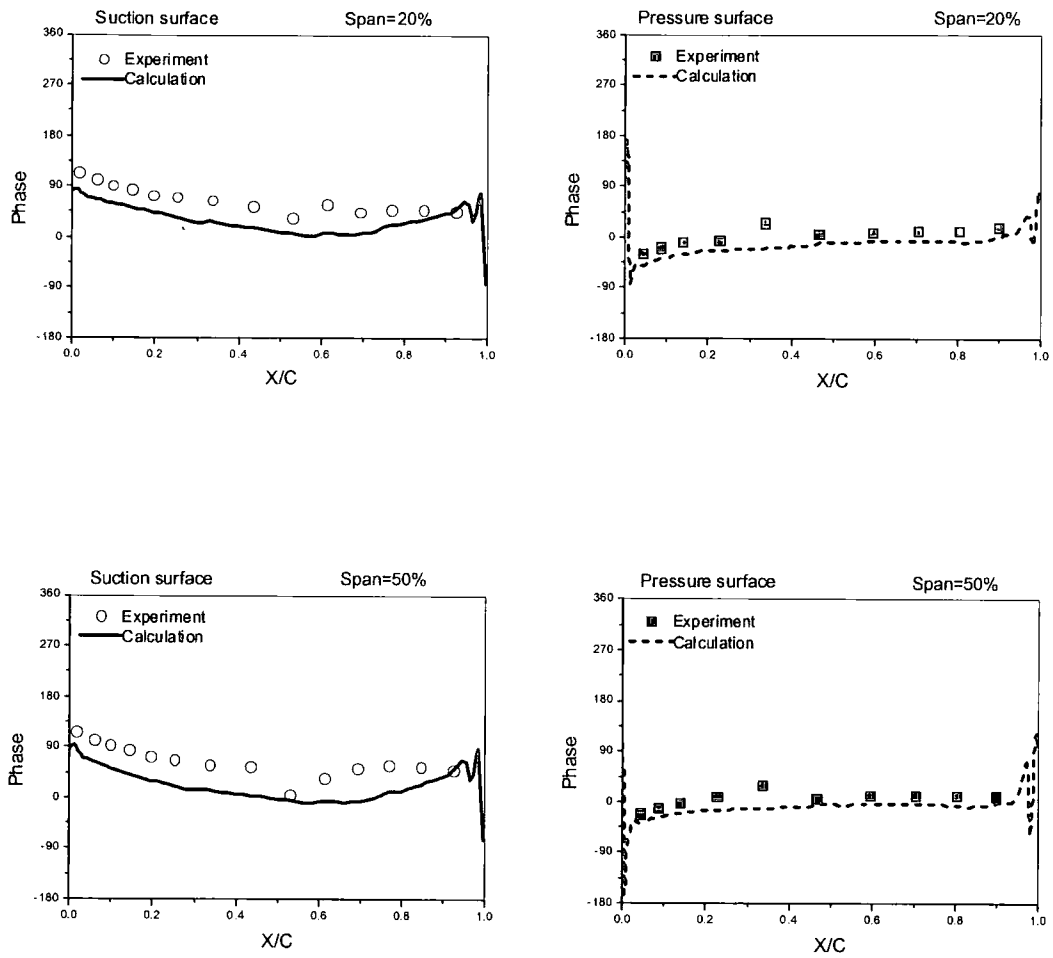 Suction surface Span=20%
360
270
180
90
0
-90
-180
Phase
Experiment
Calculation
0.0 0.2 0.4 0.6 0.8 1.0
X/C
Pressure surface Span=20%
360
270
180
90
0
-90
-180
Phase
Experiment
Calculation
0.0 0.2 0.4 0.6 0.8 1.0
X/C
Suction surface Span=50%
360
270
180
90
0
-90
-180
Phase
Experiment
Calculation
0.0 0.2 0.4 0.6 0.8 1.0
X/C
Pressure surface Span=50%
360
270
180
90
0
-90
-180
Phase
Experiment
Calculation
0.0 0.2 0.4 0.6 0.8 1.0
X/C